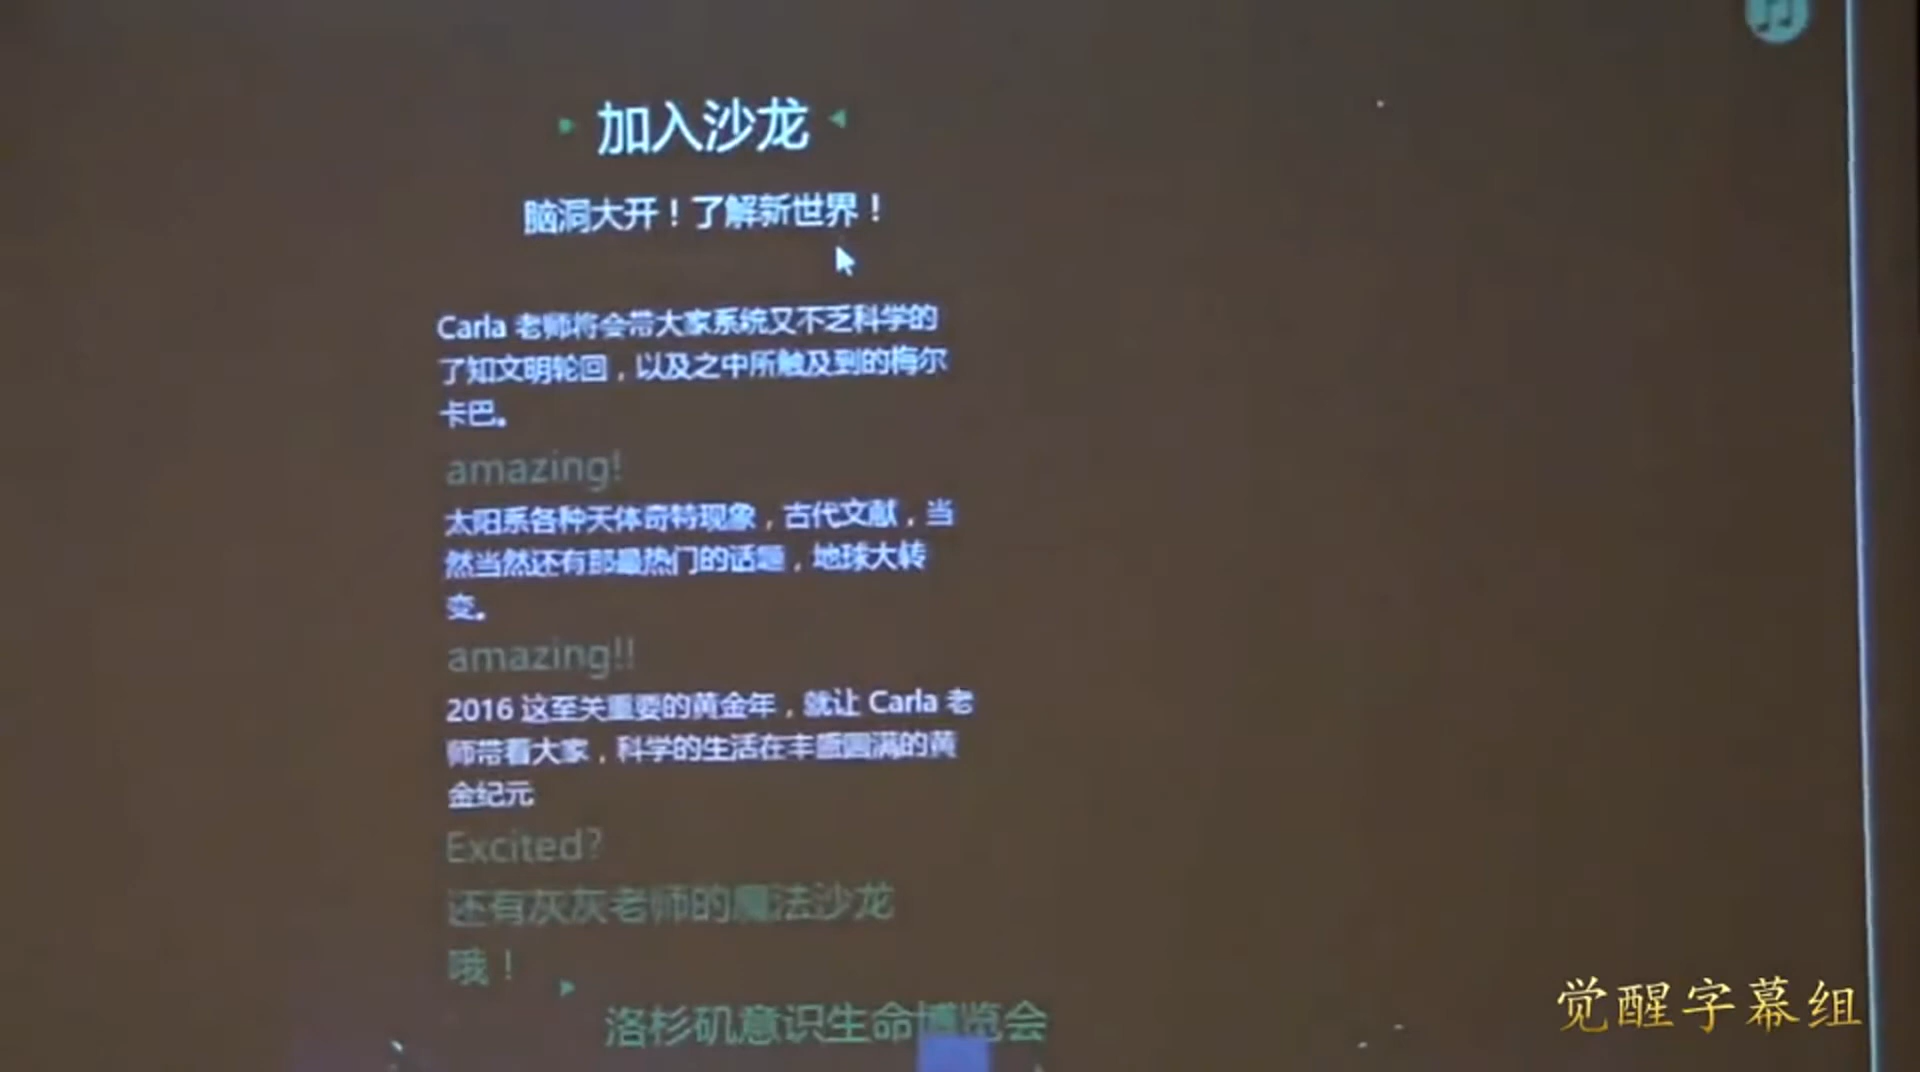 加入沙龙
脑洞大开！了解新世界！
Carla 老师将会带大家系统又不乏科学的
了知文明轮回，以及之中所触及到的梅尔
卡巴。
amazing!
太阳系各种天体奇特现象，古代文献，当
然当然还有那最热门的话题，地球大转
变。
amazing!!
2016 这至关重要的黄金年，就让 Carla 老
师带着大家，科学的生活在丰盛圆满的黄
金纪元
Excited?
还有灰灰老师的魔法沙龙
哦！
洛杉矶意识生命博览会
觉醒字幕组